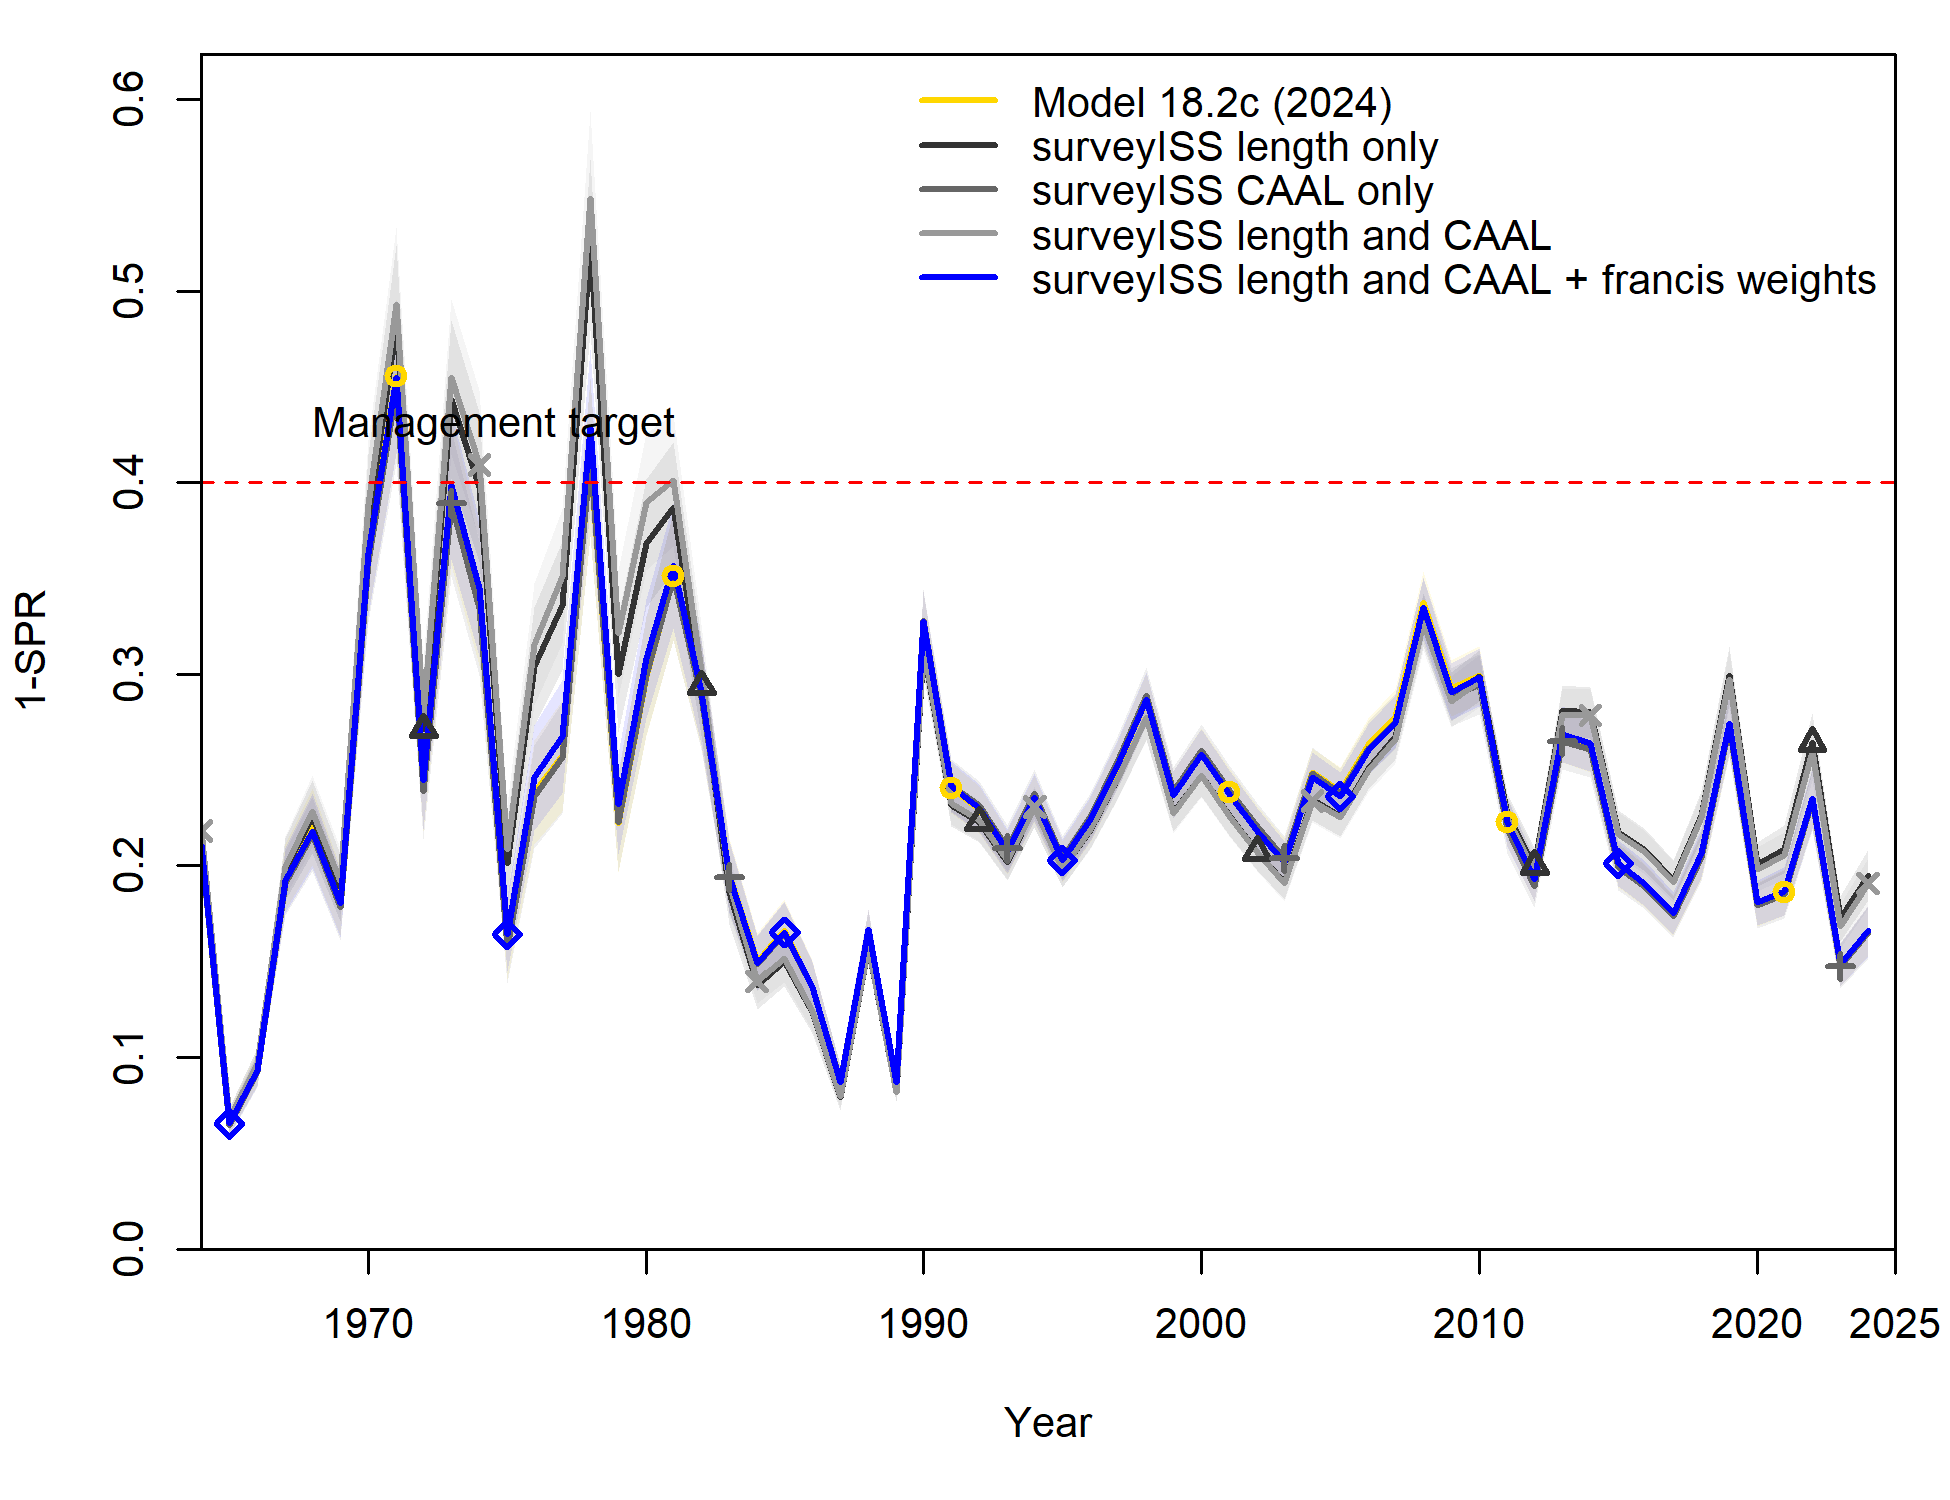 0.6
0.5
0.4
0.3
0.2
0.1
0.0
1-SPR
Model 18.2c (2024)
surveyISS length only
surveyISS CAAL only
surveyISS length and CAAL
surveyISS length and CAAL + francis weights
Management target
1970 1980 1990 2000 2010 2020 2025
Year